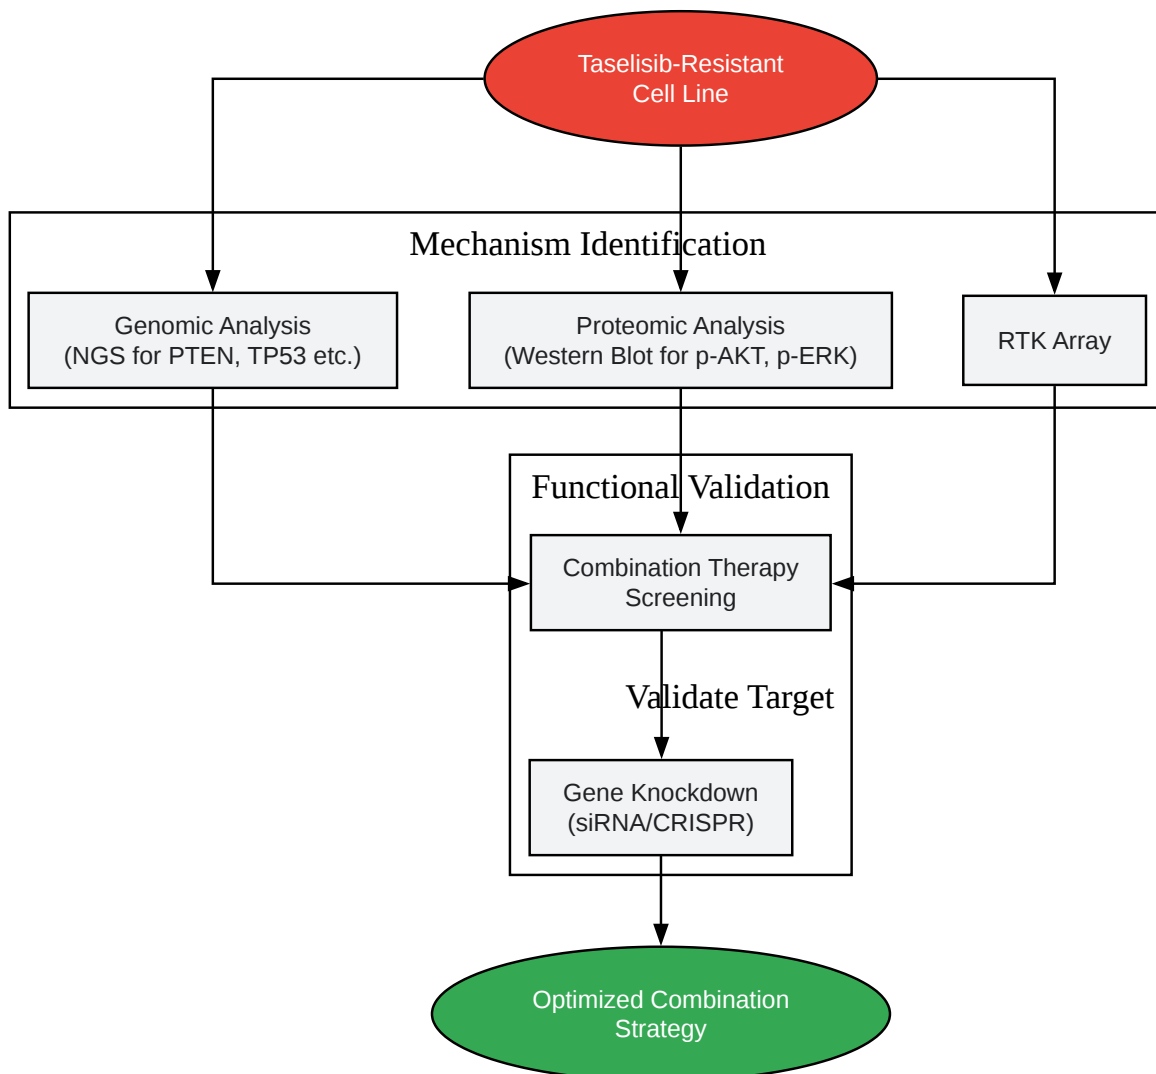 Taselisib-Resistant
Cell Line
Mechanism Identification
Genomic Analysis
(NGS for PTEN, TP53 etc.)
Proteomic Analysis
(Western Blot for p-AKT, p-ERK)
RTK Array
Functional Validation
Combination Therapy
Screening
Validate Target
Gene Knockdown
(siRNA/CRISPR)
Optimized Combination
Strategy